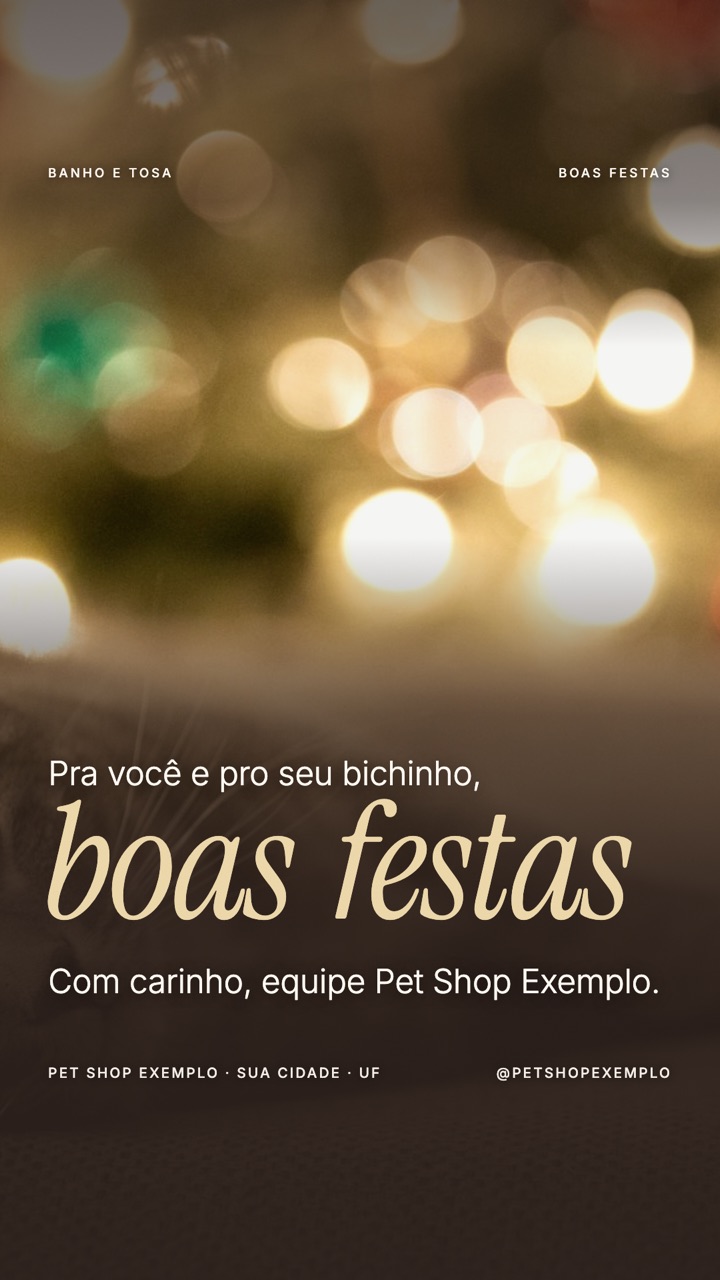 BANHO E TOSA
BOAS FESTAS
Pra você e pro seu bichinho,
boas festas
Com carinho, equipe Pet Shop Exemplo.
PET SHOP EXEMPLO · SUA CIDADE · UF
@PETSHOPEXEMPLO